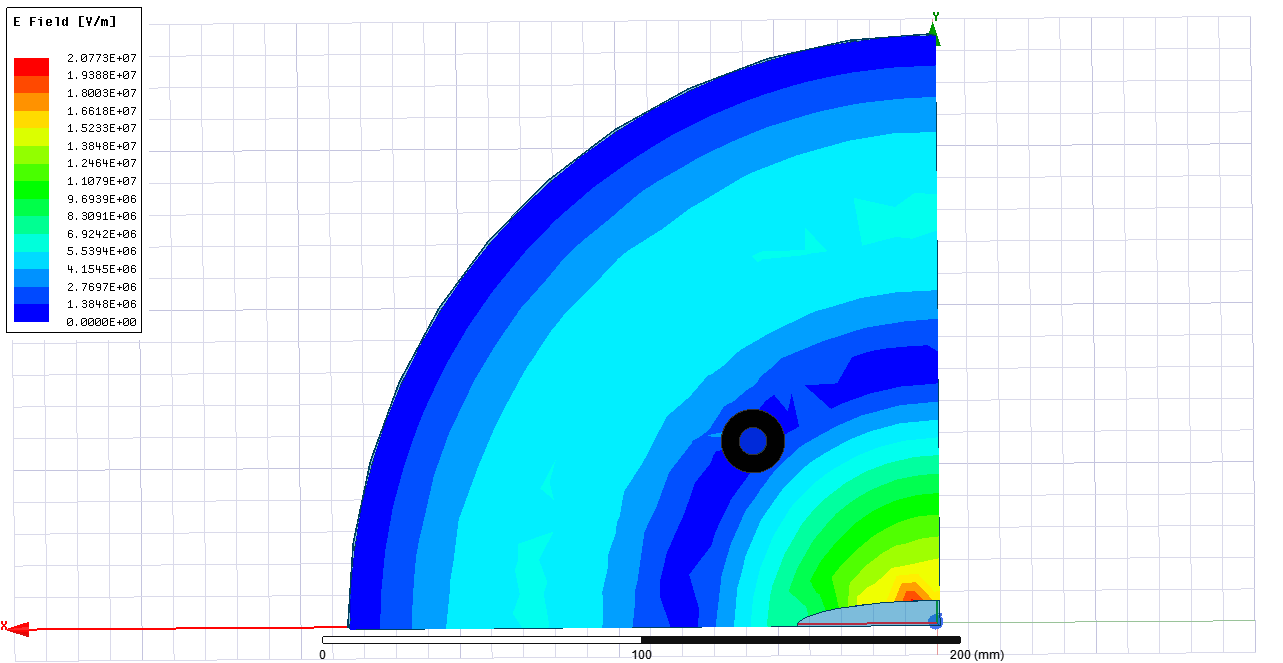 E Field [V/m]
2.0773E+07
1.9388E+07
1.8003E+07
1.6618E+07
1.5233E+07
1.3848E+07
1.2464E+07
1.1079E+07
9.6939E+06
8.3091E+06
6.9242E+06
5.5394E+06
4.1545E+06
2.7697E+06
1.3848E+06
0.0000E+00
Y
X
0 100 200 (mm)